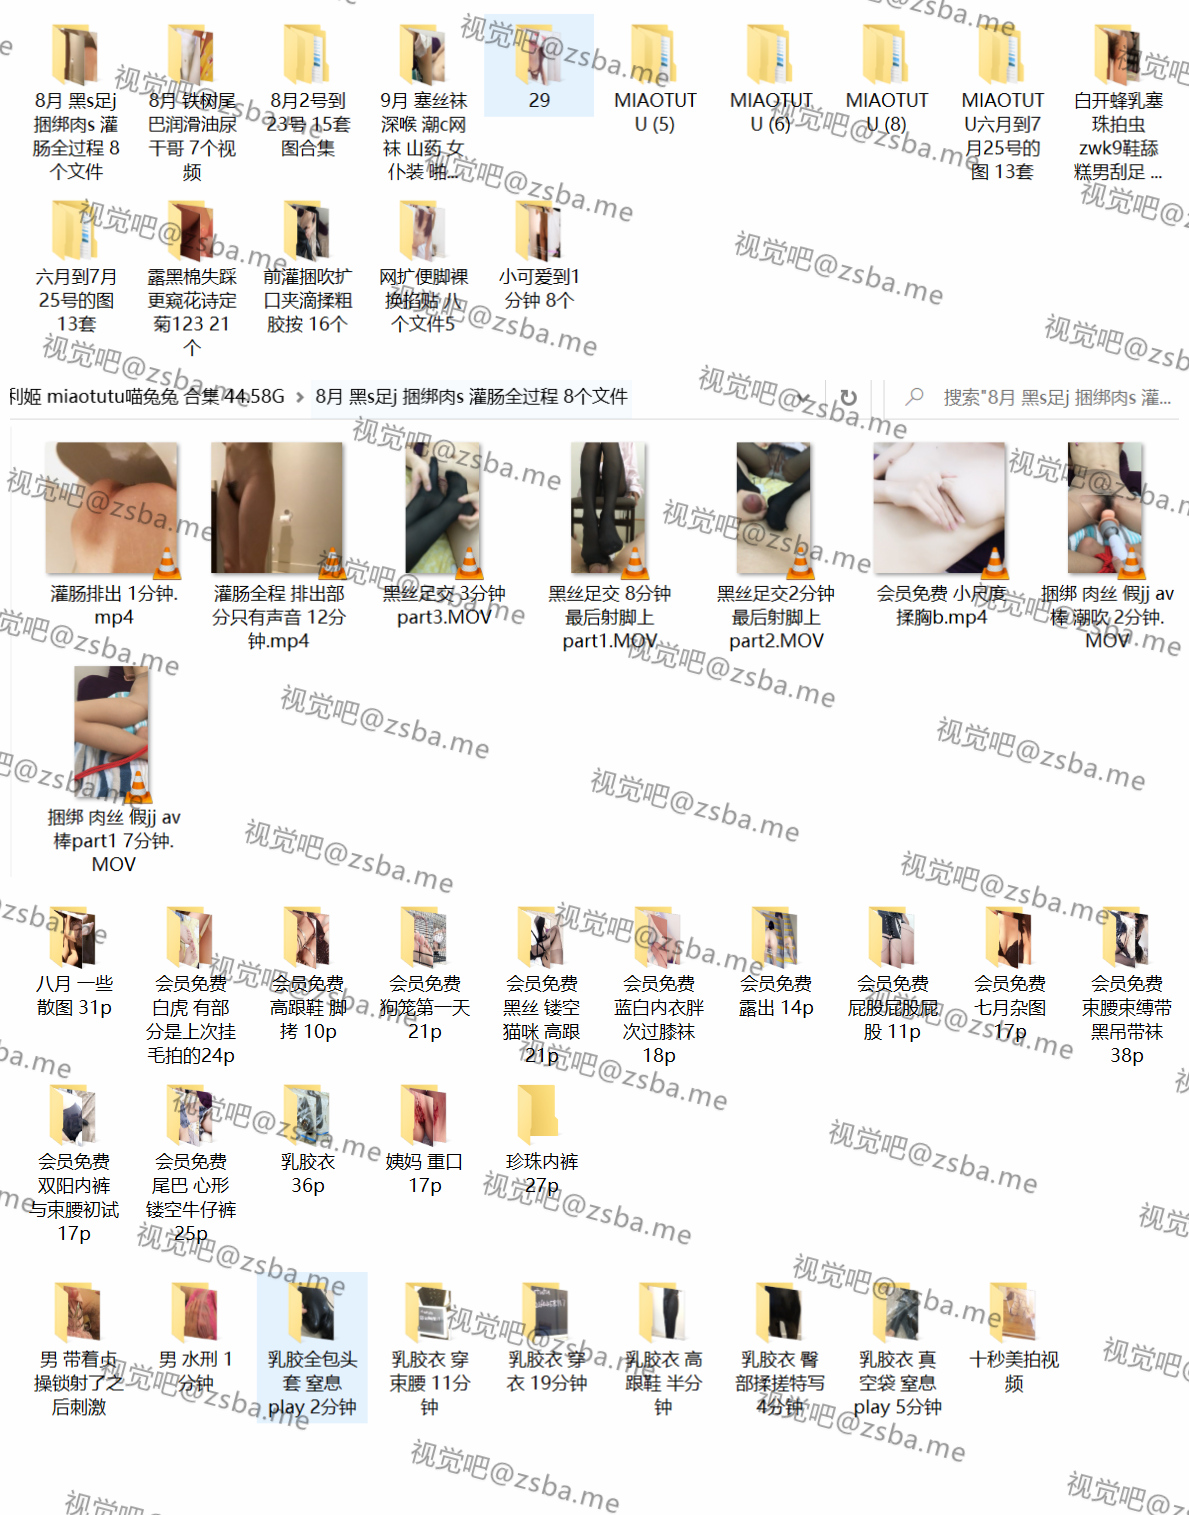 8月 黑s足j
捆绑肉s 灌
肠全过程 8
个文件
8月 铁树尾
巴润滑油尿
干哥 7个视
频
8月2号到
23号 15套
图合集
9月 塞丝袜
深喉 潮c网
袜 山药 女
仆装 啪...
29
MIAOTUT
U (5)
MIAOTUT
U (6)
MIAOTUT
U (8)
MIAOTUT
U六月到7
月25号的
图 13套
白开蜂乳塞
珠拍虫
zwk9鞋舔
糕男刮足 ...
六月到7月
25号的图
13套
露黑棉失踩
更窥花诗定
菊123 21
个
前灌捆吹扩
口夹滴揉粗
胶按 16个
网扩便脚裸
换掐贴 八
个文件5
小可爱到1
分钟 8个
利姬 miaotutu喵兔兔 合集 44.58G > 8月 黑s足j 捆绑肉s 灌肠全过程 8个文件
搜索"8月 黑s足j 捆绑肉s 灌...
灌肠排出 1分钟.
mp4
灌肠全程 排出部
分只有声音 12分
钟.mp4
黑丝足交 3分钟
part3.MOV
黑丝足交 8分钟
最后射脚上
part1.MOV
黑丝足交2分钟
最后射脚上
part2.MOV
会员免费 小尺度
揉胸b.mp4
捆绑 肉丝 假jj av
棒 潮吹 2分钟.
MOV
捆绑 肉丝 假jj av
棒part1 7分钟.
MOV
八月 一些
散图 31p
会员免费
白虎 有部
分是上次挂
毛拍的24p
会员免费
高跟鞋 脚
拷 10p
会员免费
狗笼第一天
21p
会员免费
黑丝 镂空
猫咪 高跟
21p
会员免费
蓝白内衣胖
次过膝袜
18p
会员免费
露出 14p
会员免费
屁股屁股屁
股 11p
会员免费
七月杂图
17p
会员免费
束腰束缚带
黑吊带袜
38p
会员免费
双阳内裤
与束腰初试
17p
会员免费
尾巴 心形
镂空牛仔裤
25p
乳胶衣
36p
姨妈 重口
17p
珍珠内裤
27p
男 带着贞
操锁射了之
后刺激
男 水刑 1
分钟
乳胶全包头
套 窒息
play 2分钟
乳胶衣 穿
束腰 11分
钟
乳胶衣 穿
衣 19分钟
乳胶衣 高
跟鞋 半分
钟
乳胶衣 臀
部揉搓特写
4分钟
乳胶衣 真
空袋 窒息
play 5分钟
十秒美拍视
频
视觉吧@zsba.me